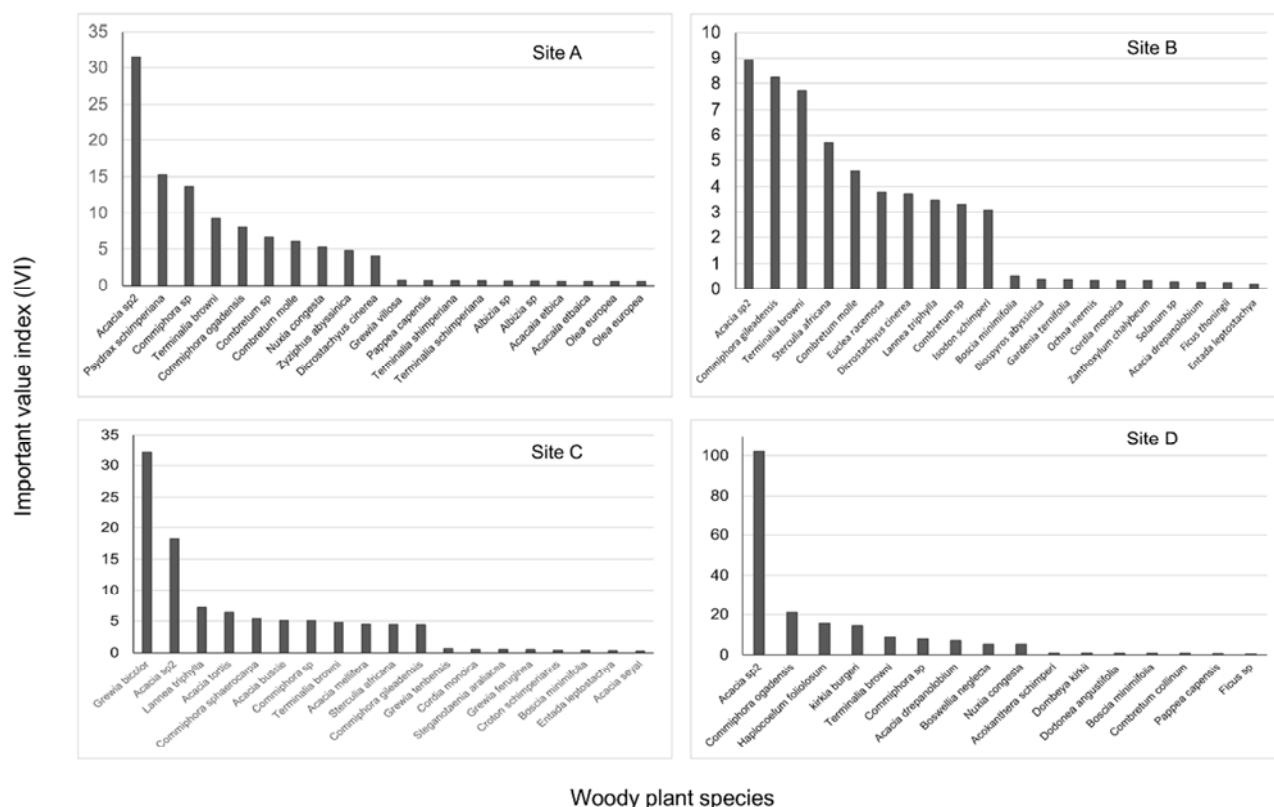 Important value index (IVI)
35
30
25
20
15
10
5
0
Site A
Acacia sp2
Psydrax schimperiana
Commiphora sp
Terminalia browni
Commiphora ogadensis
Combretum sp
Combretum molle
Nuxia congesta
Zyziphus abyssinica
Dicrostachyus cinerea
Grewia villosa
Pappea capensis
Terminalia shimperiana
Terminalia schimperiana
Albizia sp
Albizia sp
Acacaia etbica
Acacaia etbaica
Olea europea
Olea europea
10
9
8
7
6
5
4
3
2
1
0
Site B
Acacia sp2
Commiphora gileadensis
Terminalia browni
Sterculia africana
Combretum molle
Euclea racemosa
Dicrostachyus cinerea
Lannea triphylla
Combretum sp
Isodon schimperi
Boscia minimifolia
Diospyros abyssinica
Gardenia ternifolia
Ochna inermis
Cordia monoica
Zanthoxylum chalybeum
Solanum sp
Acacia drepanolobium
Ficus thoningii
Entada leptostachya
35
30
25
20
15
10
5
0
Site C
Grewia bicolor
Acacia sp2
Lannea triphylla
Acacia tortilis
Commiphora sphaerocarpa
Acacia bussie
Commiphora sp
Terminalia browni
Acacia mellifera
Sterculia africana
Commiphora gileadensis
Grewia tenbensis
Cordia monoica
Steganotaenia araliacea
Grewia feruginea
Croton schimperianus
Boscia minimifolia
Entada leptostachya
Acacia seyal
100
80
60
40
20
0
Site D
Acacia sp2
Commiphora ogadensis
Haplocoelum foliolosum
kirkia burgeri
Terminalia browni
Commiphora sp
Acacia drepanolobium
Boswellia neglecta
Nuxia congesta
Acokanthera schimperi
Dombeya kirkii
Dodonea angustifolia
Boscia minimifolia
Combretum collinum
Pappea capensis
Ficus sp
Woody plant species